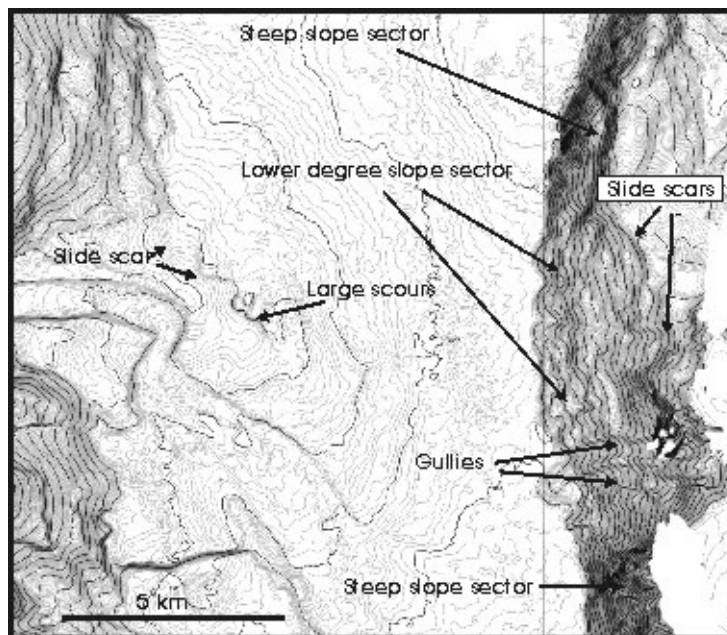 Steep slope sector
Lower degree slope sector
Slide scars
Slide scar
Large scours
Gullies
Steep slope sector
5 km